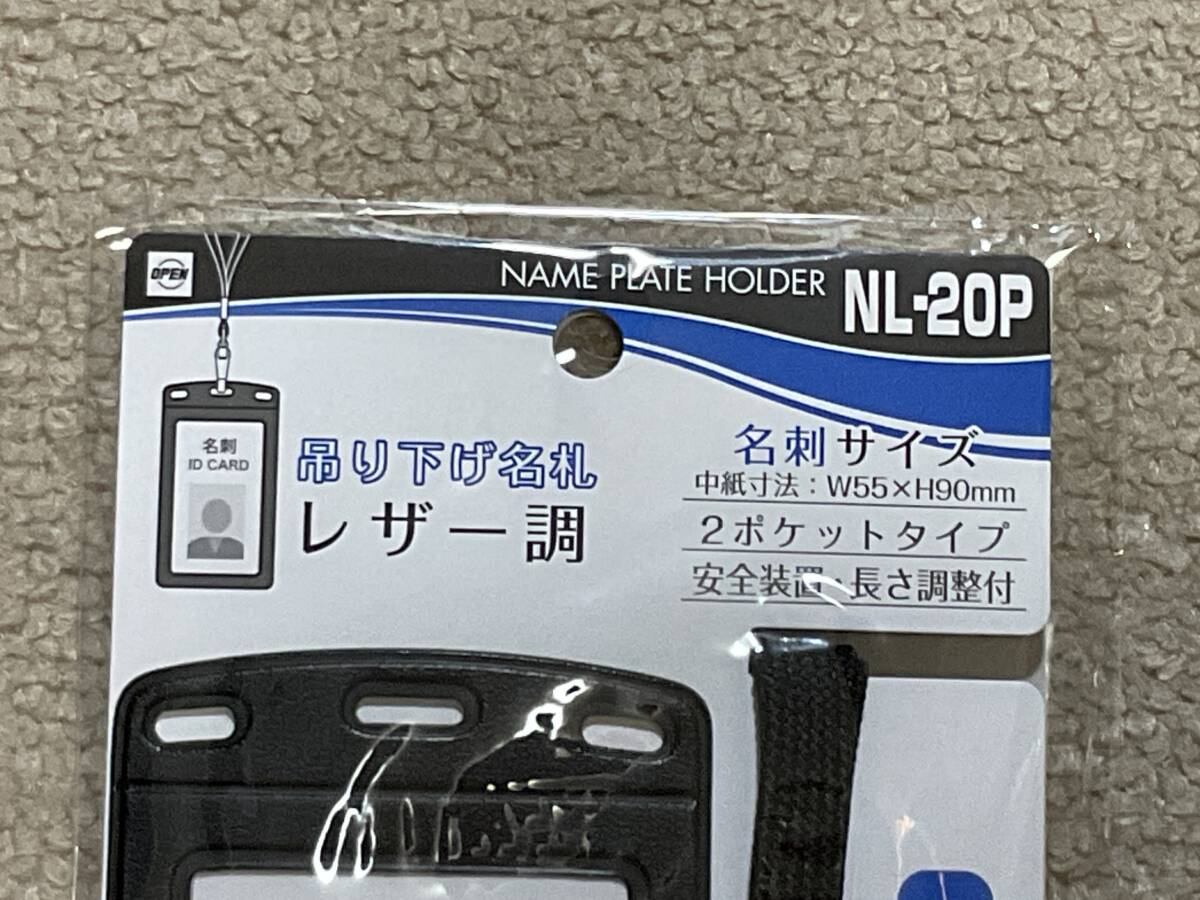 OPEN
NAME PLATE HOLDER NL-20P
名刺
ID CARD
吊り下げ名札
レザー調
名刺サイズ
中紙寸法：W55×H90mm
2ポケットタイプ
安全装置・長さ調整付